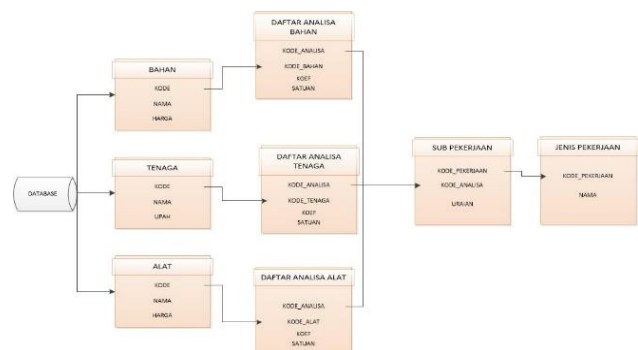 DATABASE
BAHAN
KODE
NAMA
HARGA
TENAGA
KODE
NAMA
UPAH
ALAT
KODE
NAMA
HARGA
DAFTAR ANALISA
BAHAN
KODE_ANALISA
KODE_BAHAN
KOEF
SATUAN
DAFTAR ANALISA
TENAGA
KODE_ANALISA
KODE_TENAGA
KOEF
SATUAN
DAFTAR ANALISA ALAT
KODE_ANALISA
KODE_ALAT
KOEF
SATUAN
SUB PEKERJAAN
KODE_PEKERJAAN
KODE_ANALISA
URAIAN
JENIS PEKERJAAN
KODE_PEKERJAAN
NAMA